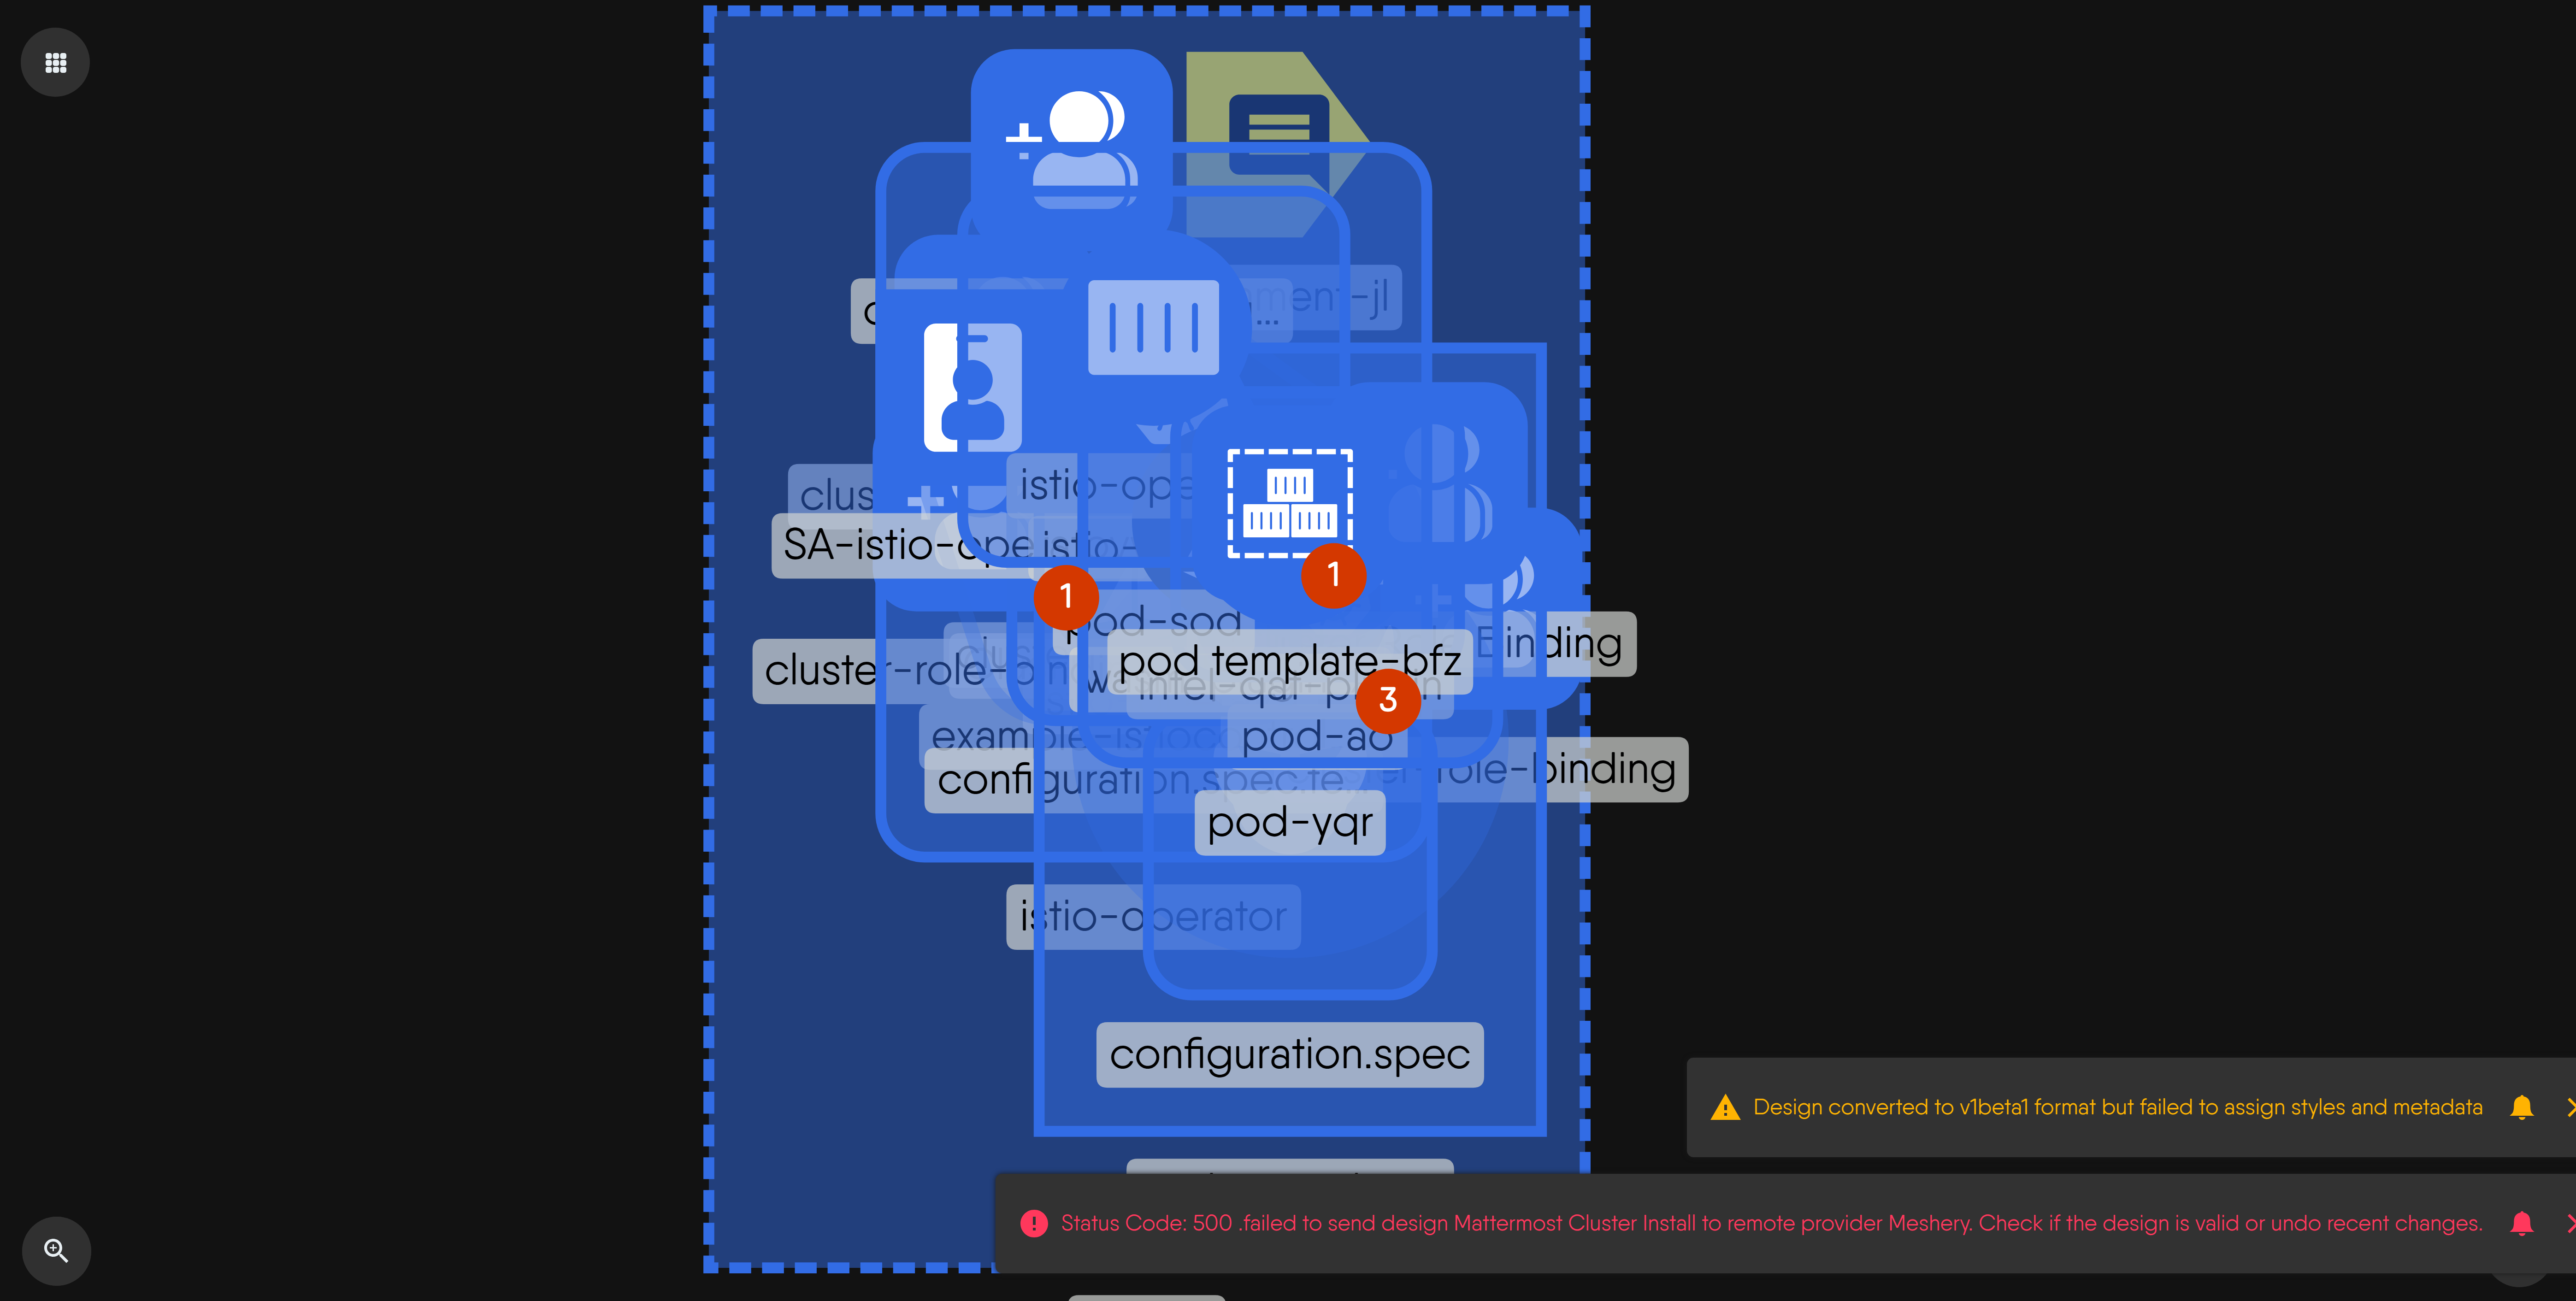 ment-jl
...
clus
istio-ope
SA-istio-ope
istio-
1
1
pod-sod
pod template-bfz
Binding
cluster-role-bin
intel-qat-plugin
3
example-istioco
pod-ao
configuration.spec.te...
er-role-binding
pod-yqr
istio-operator
configuration.spec
Design converted to v1beta1 format but failed to assign styles and metadata
Status Code: 500 .failed to send design Mattermost Cluster Install to remote provider Meshery. Check if the design is valid or undo recent changes.